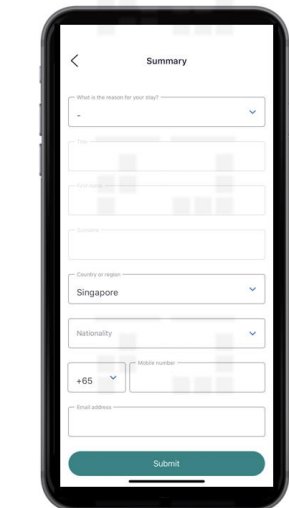 Summary
What is the reason for your stay?
-
Title
First name
Surname
Country or region
Singapore
Nationality
Mobile number
+65
Email address
Submit